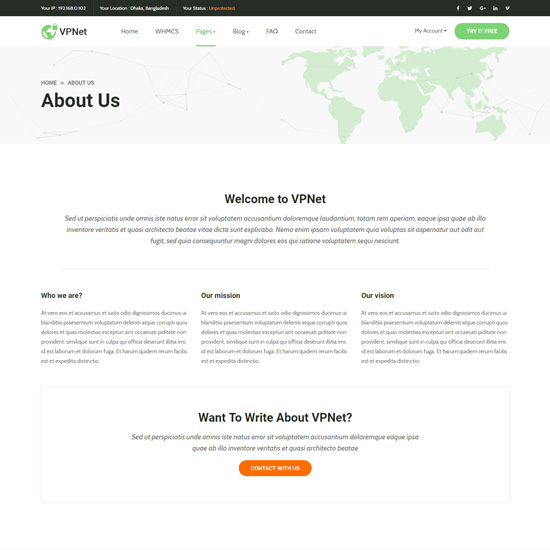 Your IP : 192.168.0.102 Your Location : Dhaka, Bangladesh Your Status : Unpotected
VPNet Home WHMCS Pages Blog FAQ Contact My Account TRY IT FREE
HOME » ABOUT US
About Us
Welcome to VPNet
Sed ut perspiciatis unde omnis iste natus error sit voluptatem accusantium doloremque laudantium, totam rem aperiam, eaque ipsa quae ab illo
inventore veritatis et quasi architecto beatae vitae dicta sunt explicabo. Nemo enim ipsam voluptatem quia voluptas sit aspernatur aut odit aut
fugit, sed quia consequuntur magni dolores eos qui ratione voluptatem sequi nesciunt.
Who we are?
At vero eos et accusamus et iusto odio dignissimos ducimus ui
blanditiis praesentium voluptatum deleniti atque corrupti quos
dolores et quas molestias excepturi sint occaecati piditate non
provident, similique sunt in culpa qui officia deserunt illitia imi,
id est laborum et dolorum fuga. Et harum quidem rerum facilis
est et expedita distinctio.
Our mission
At vero eos et accusamus et iusto odio dignissimos ducimus ui
blanditiis praesentium voluptatum deleniti atque corrupti quos
dolores et quas molestias excepturi sint occaecati piditate non
provident, similique sunt in culpa qui officia deserunt illitia imi,
id est laborum et dolorum fuga. Et harum quidem rerum facilis
est et expedita distinctio.
Our vision
At vero eos et accusamus et iusto odio dignissimos ducimus ui
blanditiis praesentium voluptatum deleniti atque corrupti quos
dolores et quas molestias excepturi sint occaecati piditate non
provident, similique sunt in culpa qui officia deserunt illitia imi,
id est laborum et dolorum fuga. Et harum quidem rerum facilis
est et expedita distinctio.
Want To Write About VPNet?
Sed ut perspiciatis unde omnis iste natus error sit voluptatem accusantium doloremque eaque ipsa
quae ab illo inventore veritatis et quasi architecto beatae
CONTACT WITH US